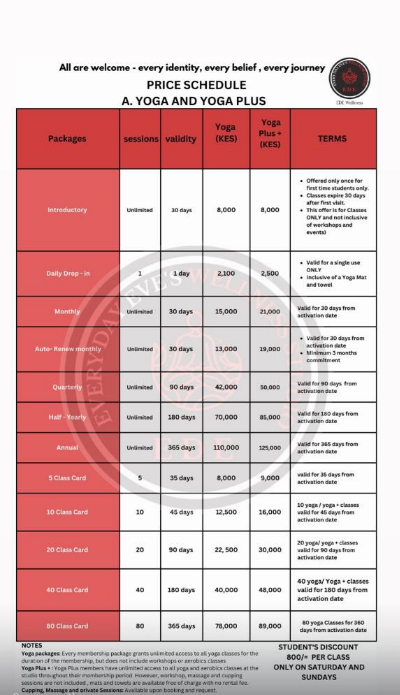 All are welcome - every identity, every belief , every journey
PRICE SCHEDULE
A. YOGA AND YOGA PLUS
EDE
EDE Wellness
Packages sessions validity Yoga (KES) Yoga Plus + (KES) TERMS
Introductory Unlimited 30 days 8,000 8,000
• Offered only once for
first time students only.
• Classes expire 30 days
after first visit.
• This offer is for Classes
ONLY and not inclusive
of workshops and
events)
Daily Drop - in 1 1 day 2,100 2,500
• Valid for a single use
ONLY
• Inclusive of a Yoga Mat
and towel
Monthly Unlimited 30 days 15,000 21,000
Valid for 30 days from
activation date
Auto- Renew monthly Unlimited 30 days 13,000 19,000
• Valid for 30 days from
activation date
• Minimum 3 months
commitment
Quarterly Unlimited 90 days 42,000 50,000
Valid for 90 days from
activation date
Half - Yearly Unlimited 180 days 70,000 85,000
Valid for 180 days from
activation date
Annual Unlimited 365 days 110,000 125,000
Valid for 365 days from
activation date
5 Class Card 5 35 days 8,000 9,000
valid for 35 days from
activation date
10 Class Card 10 45 days 12,500 16,000
10 yoga/ yoga + classes
valid for 45 days from
activation date
20 Class Card 20 90 days 22, 500 30,000
20 yoga/ yoga + classes
valid for 90 days from
activation date
40 Class Card 40 180 days 40,000 48,000
40 yoga/ Yoga + classes
valid for 180 days from
activation date
80 Class Card 80 365 days 78,000 89,000
80 yoga Classes for 360
days from activation date
EVERY DAY EVE'S WELLNESS
EDE
NOTES
Yoga packages: Every membership package grants unlimited access to all yoga classes for the
duration of the membership, but does not include workshops or aerobics classes
Yoga Plus + : Yoga Plus members have unlimited access to all yoga and aerobics classes at the
studio throughout their membership period. However, workshop, massage and cupping
sessions are not included , mats and towels are available free of charge with no rental fee.
Cupping, Massage and private Sessions: Available upon booking and request.
STUDENT'S DISCOUNT
800/= PER CLASS
ONLY ON SATURDAY AND
SUNDAYS